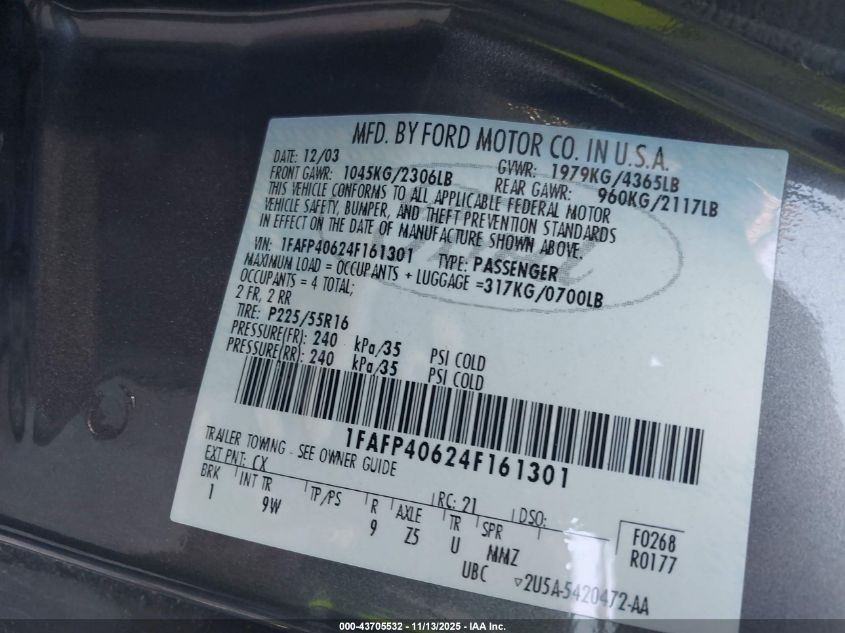 MFD. BY FORD MOTOR CO. IN U.S.A.
DATE: 12/03 GVWR: 1979KG/4365LB
FRONT GAWR: 1045KG/2306LB REAR GAWR: 960KG/2117LB
THIS VEHICLE CONFORMS TO ALL APPLICABLE FEDERAL MOTOR
VEHICLE SAFETY, BUMPER, AND THEFT PREVENTION STANDARDS
IN EFFECT ON THE DATE OF MANUFACTURE SHOWN ABOVE.
VIN: 1FAFP40624F161301 TYPE: PASSENGER
MAXIMUM LOAD = OCCUPANTS + LUGGAGE =317KG/0700LB
OCCUPANTS = 4 TOTAL;
2 FR, 2 RR
TIRE: P225/55R16
PRESSURE(FR): 240 kPa/35 PSI COLD
PRESSURE(RR): 240 kPa/35 PSI COLD
1FAFP40624F161301
TRAILER TOWING - SEE OWNER GUIDE
EXT PNT: CX RC: 21 DSO:
BRK INT TR TP/PS R AXLE TR SPR
1 9W 9 Z5 U MMZ
UBC
F0268
R0177
▽2U5A-5420472-AA
Ford
000-43705532 - 11/13/2025 - IAA Inc.